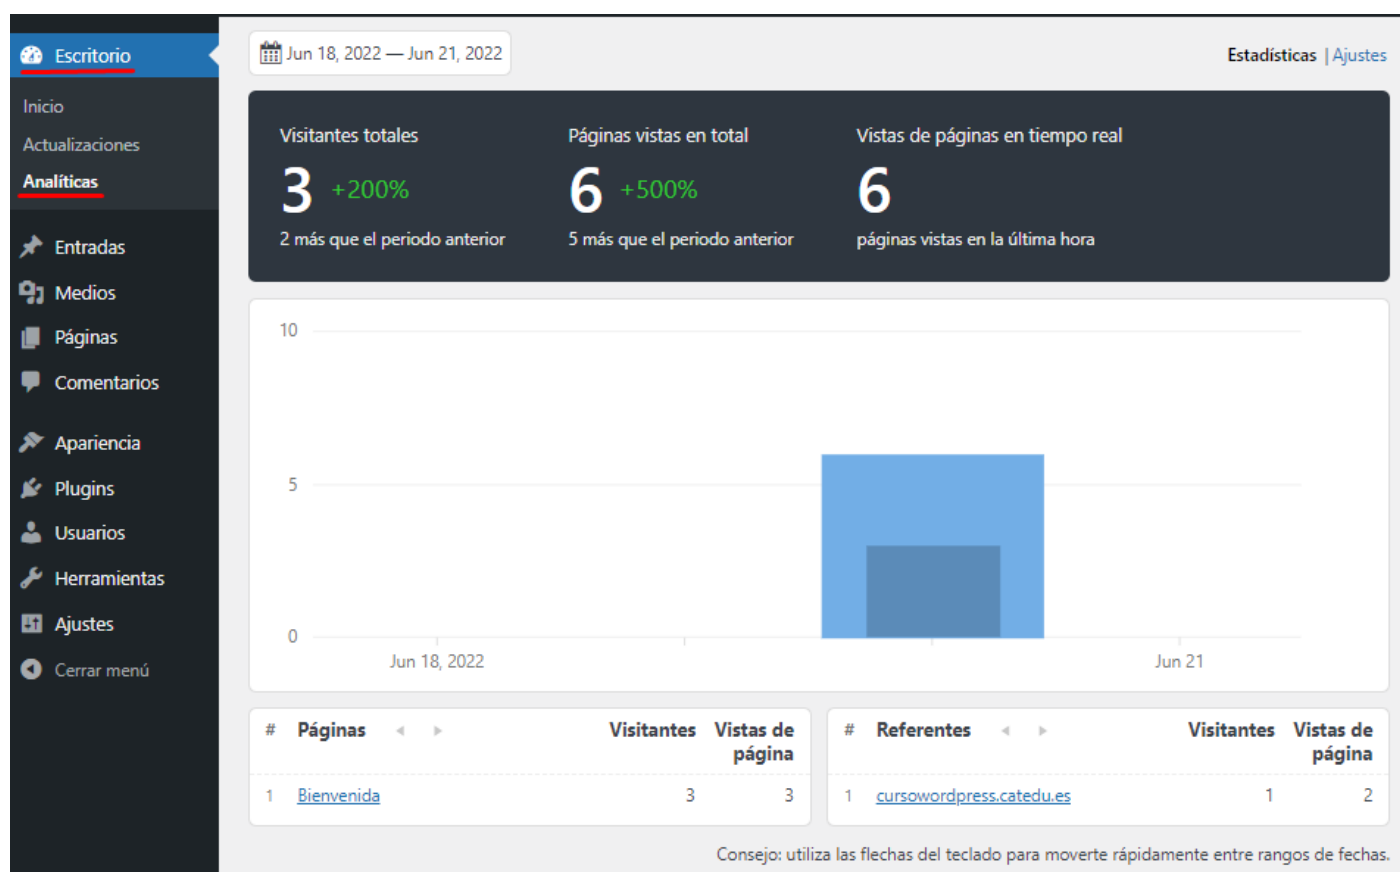 Escritorio
Inicio
Actualizaciones
Analíticas
Entradas
Medios
Páginas
Comentarios
Apariencia
Plugins
Usuarios
Herramientas
Ajustes
Cerrar menú
Jun 18, 2022 — Jun 21, 2022
Estadísticas | Ajustes
Visitantes totales
3 +200%
2 más que el periodo anterior
Páginas vistas en total
6 +500%
5 más que el periodo anterior
Vistas de páginas en tiempo real
6
páginas vistas en la última hora
10
5
0
Jun 18, 2022
Jun 21
# Páginas Visitantes Vistas de
página
1 Bienvenida 3 3
# Referentes Visitantes Vistas de
página
1 cursowordpress.catedu.es 1 2
Consejo: utiliza las flechas del teclado para moverte rápidamente entre rangos de fechas.